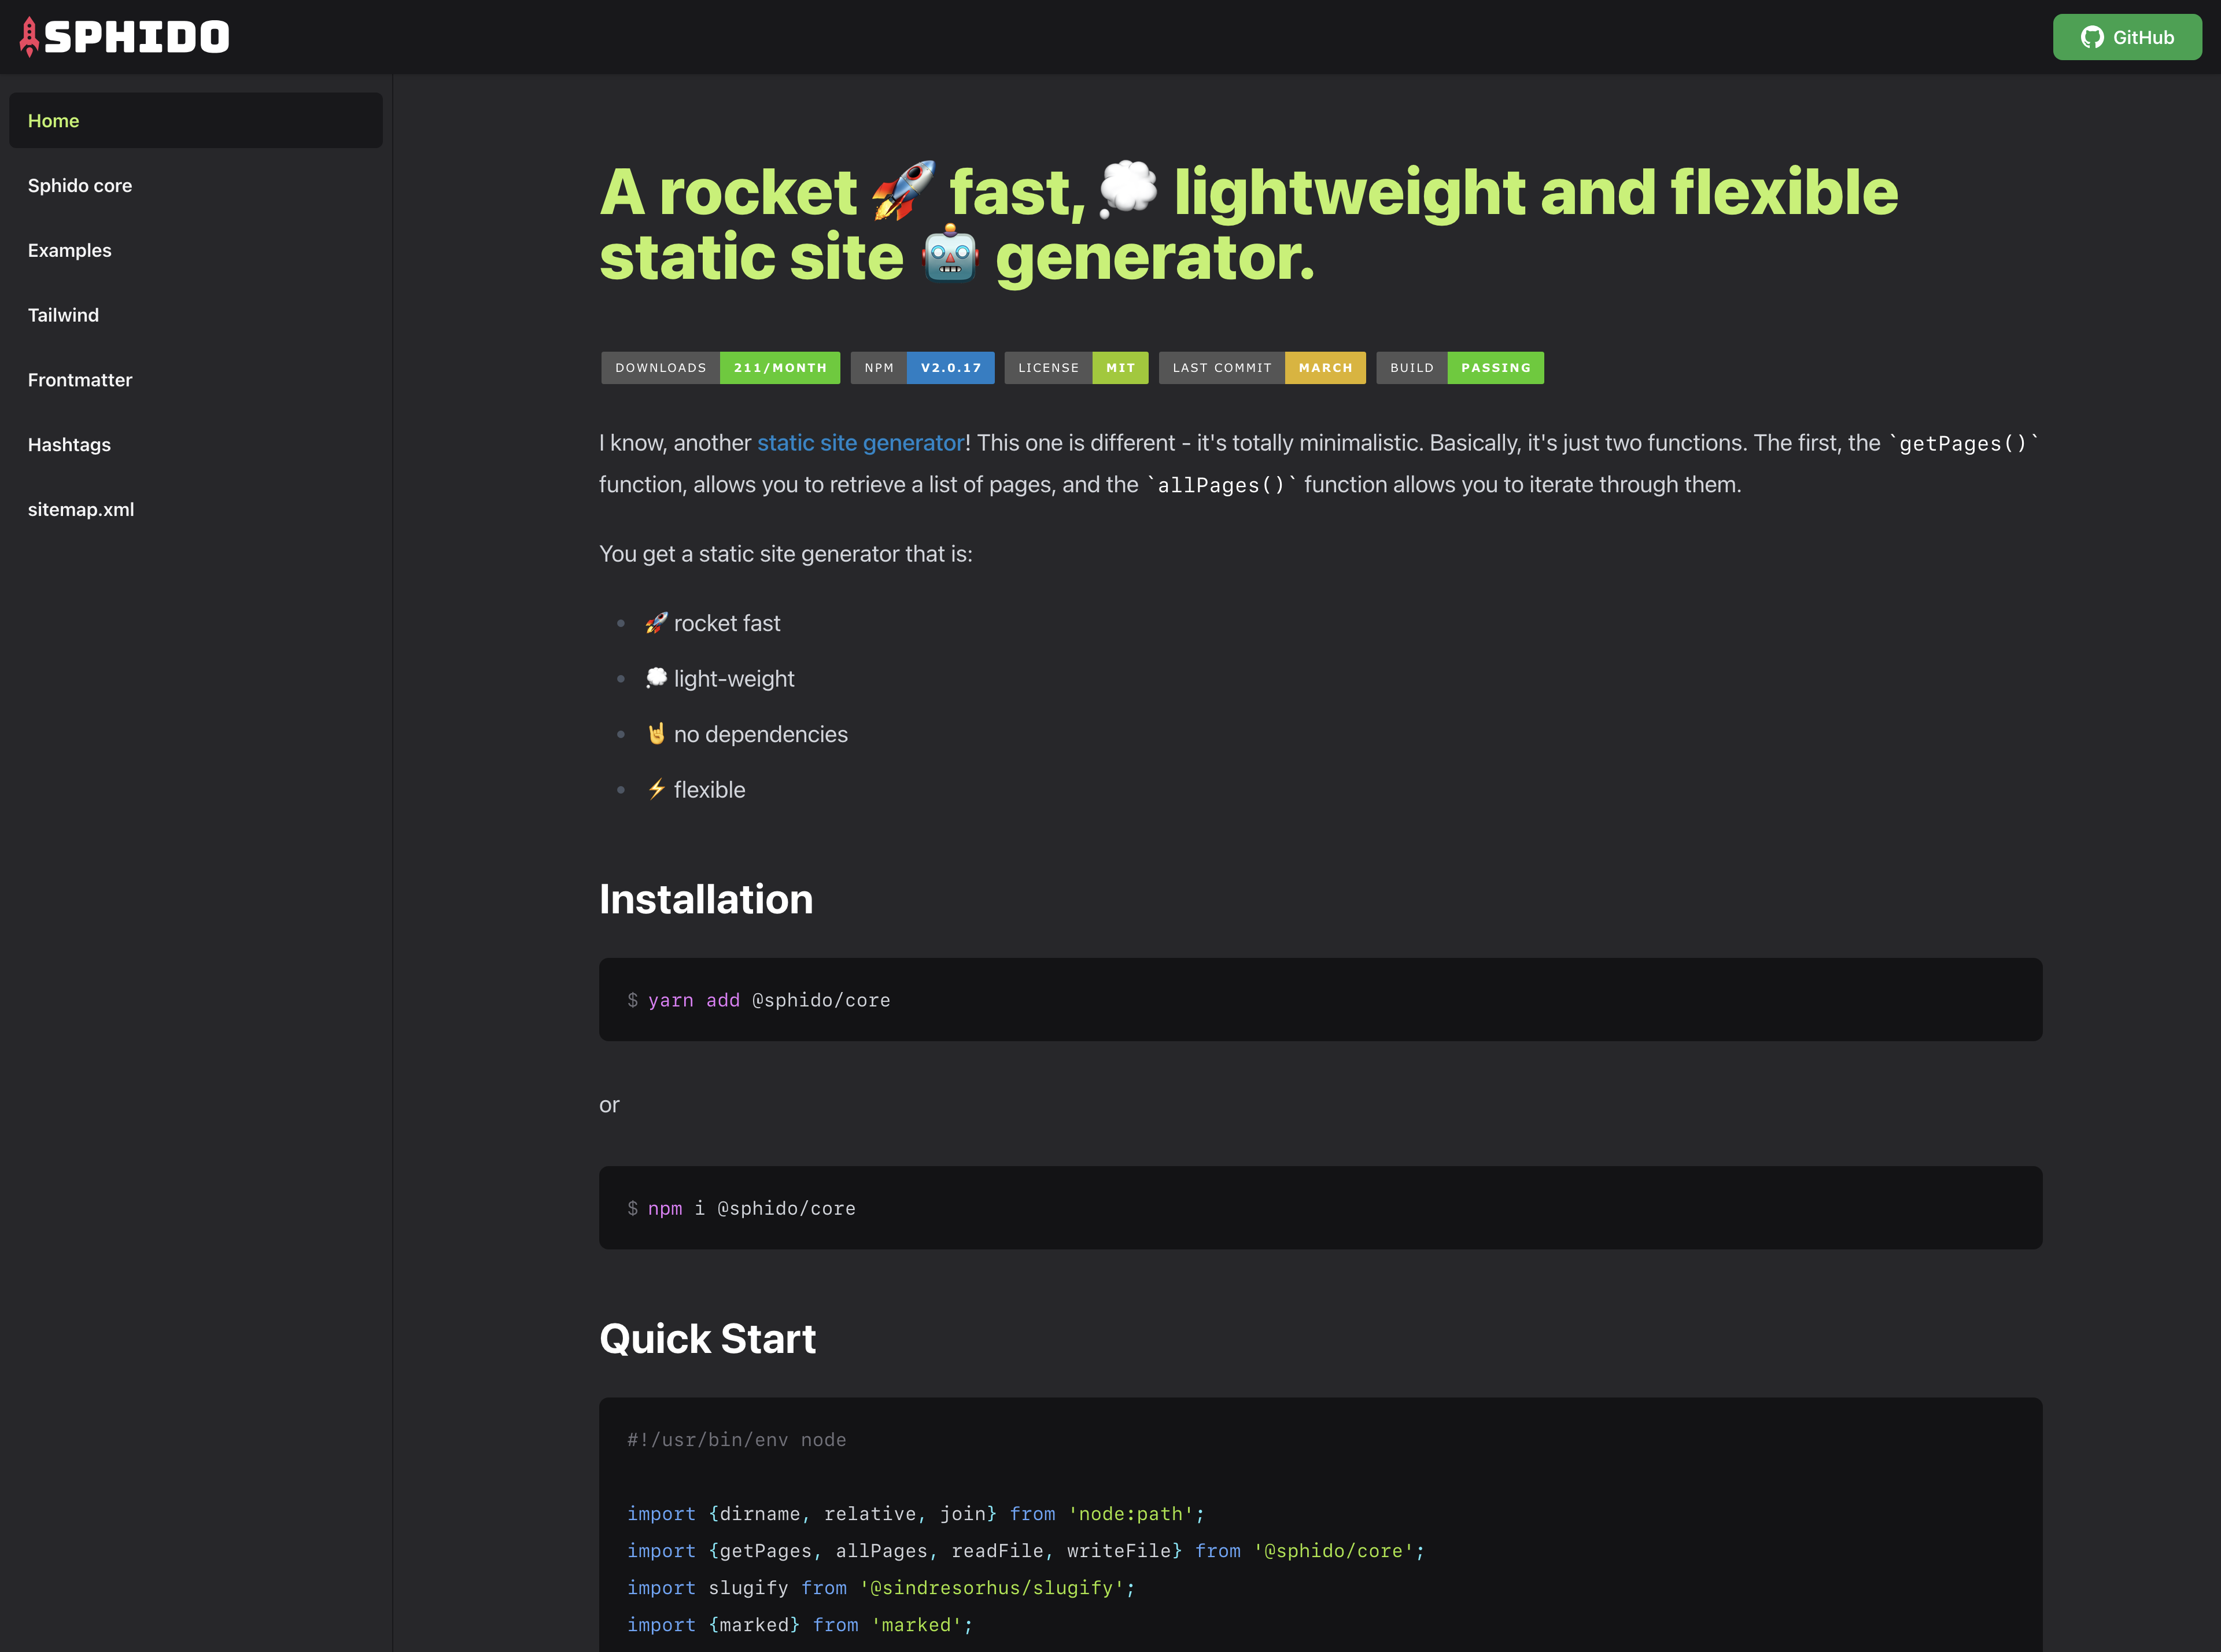 SPHIDO
GitHub
Home
Sphido core
Examples
Tailwind
Frontmatter
Hashtags
sitemap.xml
A rocket 🚀 fast, 💭 lightweight and flexible
static site 🤖 generator.
DOWNLOADS 211/MONTH NPM V2.0.17 LICENSE MIT LAST COMMIT MARCH BUILD PASSING
I know, another static site generator! This one is different - it's totally minimalistic. Basically, it's just two functions. The first, the `getPages()`
function, allows you to retrieve a list of pages, and the `allPages()` function allows you to iterate through them.
You get a static site generator that is:
• 🚀 rocket fast
• 💭 light-weight
• 🤘 no dependencies
• ⚡ flexible
Installation
$ yarn add @sphido/core
or
$ npm i @sphido/core
Quick Start
#!/usr/bin/env node
import {dirname, relative, join} from 'node:path';
import {getPages, allPages, readFile, writeFile} from '@sphido/core';
import slugify from '@sindresorhus/slugify';
import {marked} from 'marked';